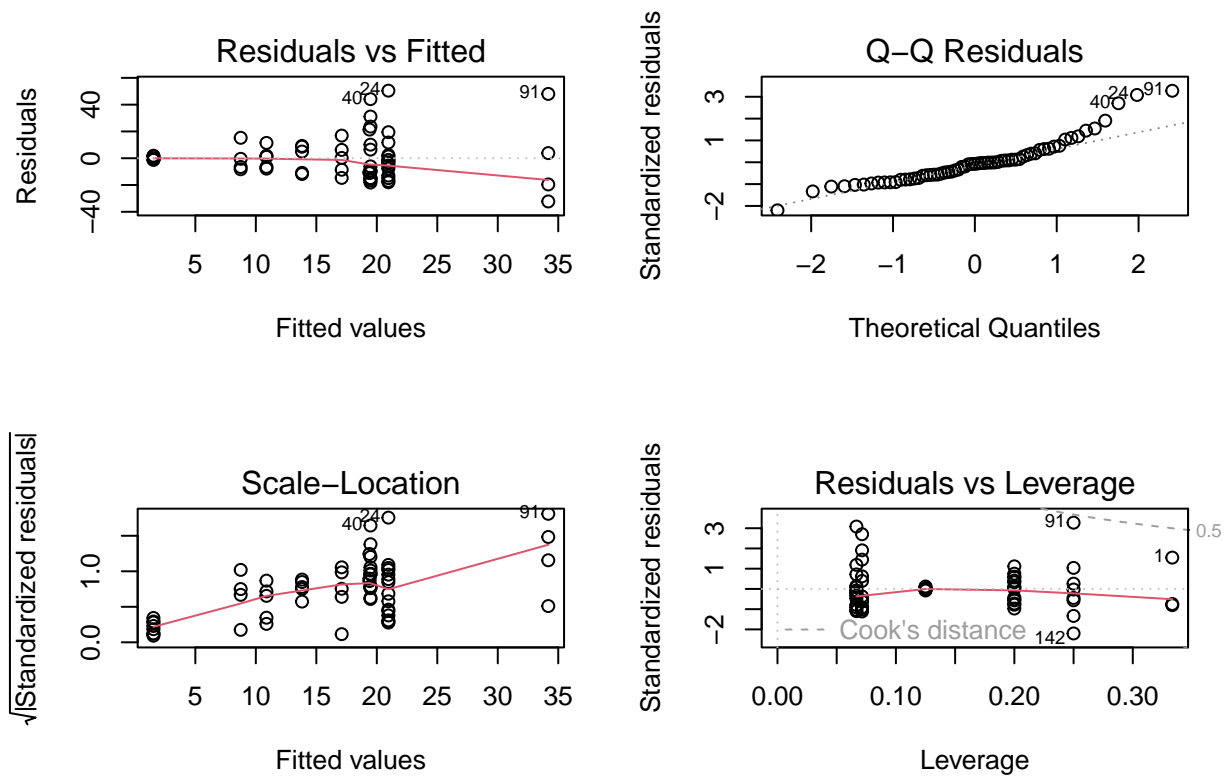 Residuals vs Fitted
Residuals
−40 0 40
40 24 91
5 10 15 20 25 30 35
Fitted values
Q−Q Residuals
Standardized residuals
−2 1 3
40 24 91
−2 −1 0 1 2
Theoretical Quantiles
Scale−Location
√|Standardized residuals|
0.0 1.0
40 24 91
5 10 15 20 25 30 35
Fitted values
Residuals vs Leverage
Standardized residuals
−2 1 3
91
0.5
1
Cook's distance
142
0.00 0.10 0.20 0.30
Leverage